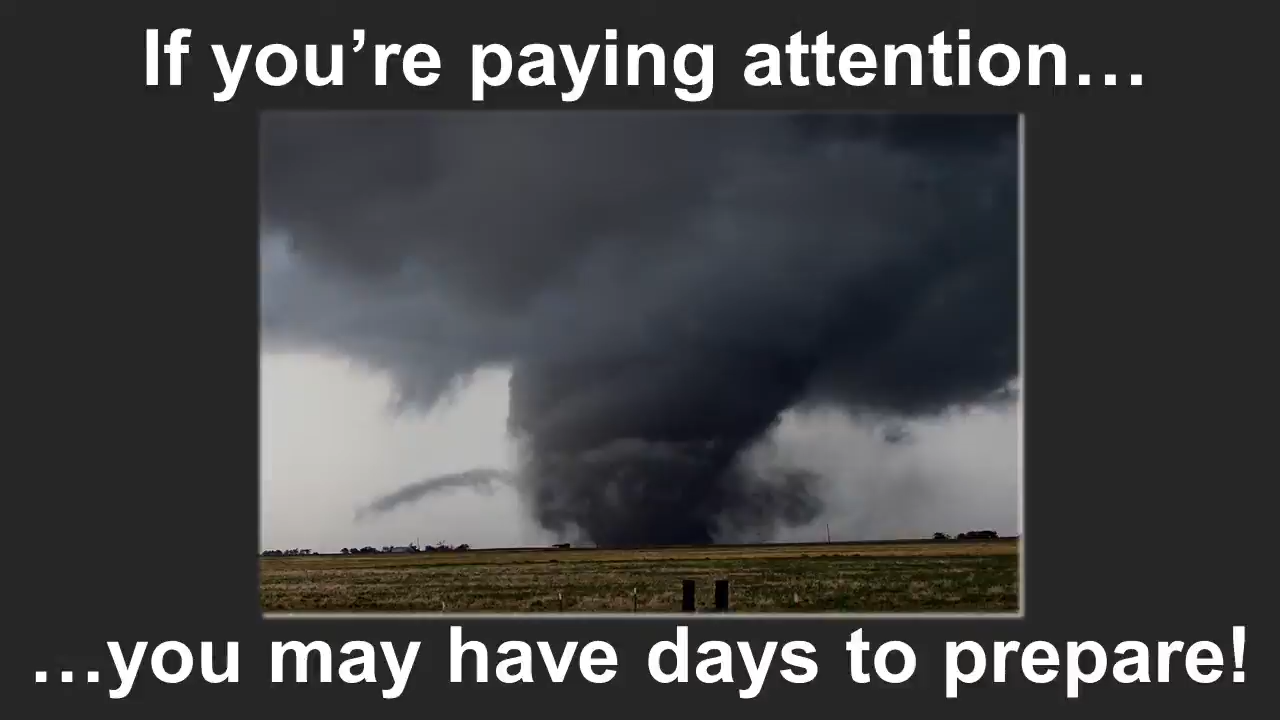 If you’re paying attention…
…you may have days to prepare!